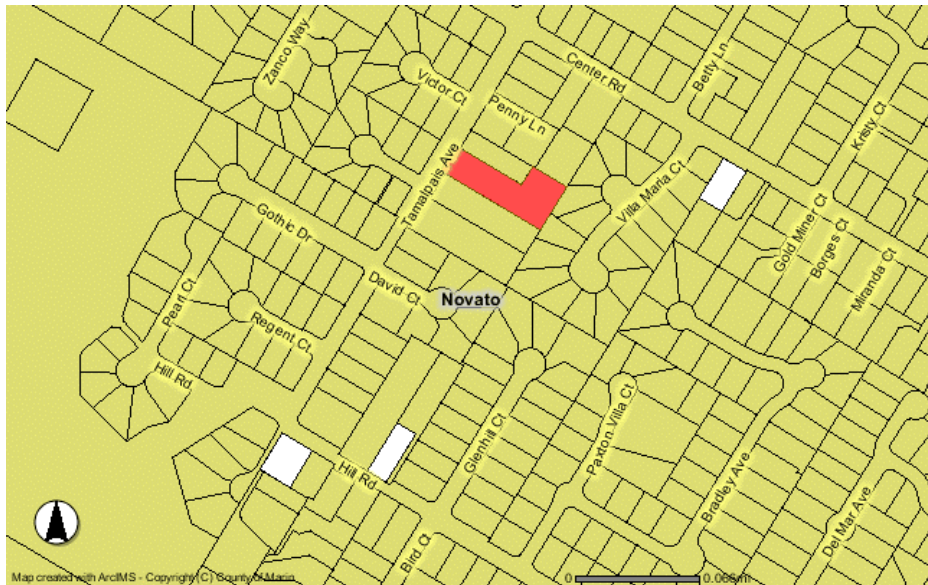 Zanco Way
Victor Ct
Center Rd
Betty Ln
Penny Ln
Kristy Ct
Tamalpais Ave
Villa Maria Ct
Gothic Dr
Gold Miner Ct
Borges Ct
Miranda Ct
David Ct
Novato
Pearl Ct
Regent Ct
Hill Rd
Glenhill Ct
Paxton Villa Ct
Hill Rd
Bradley Ave
Del Mar Ave
Bird Ct
Map created with ArcIMS - Copyright (C) County of Marin
0
0.06mi